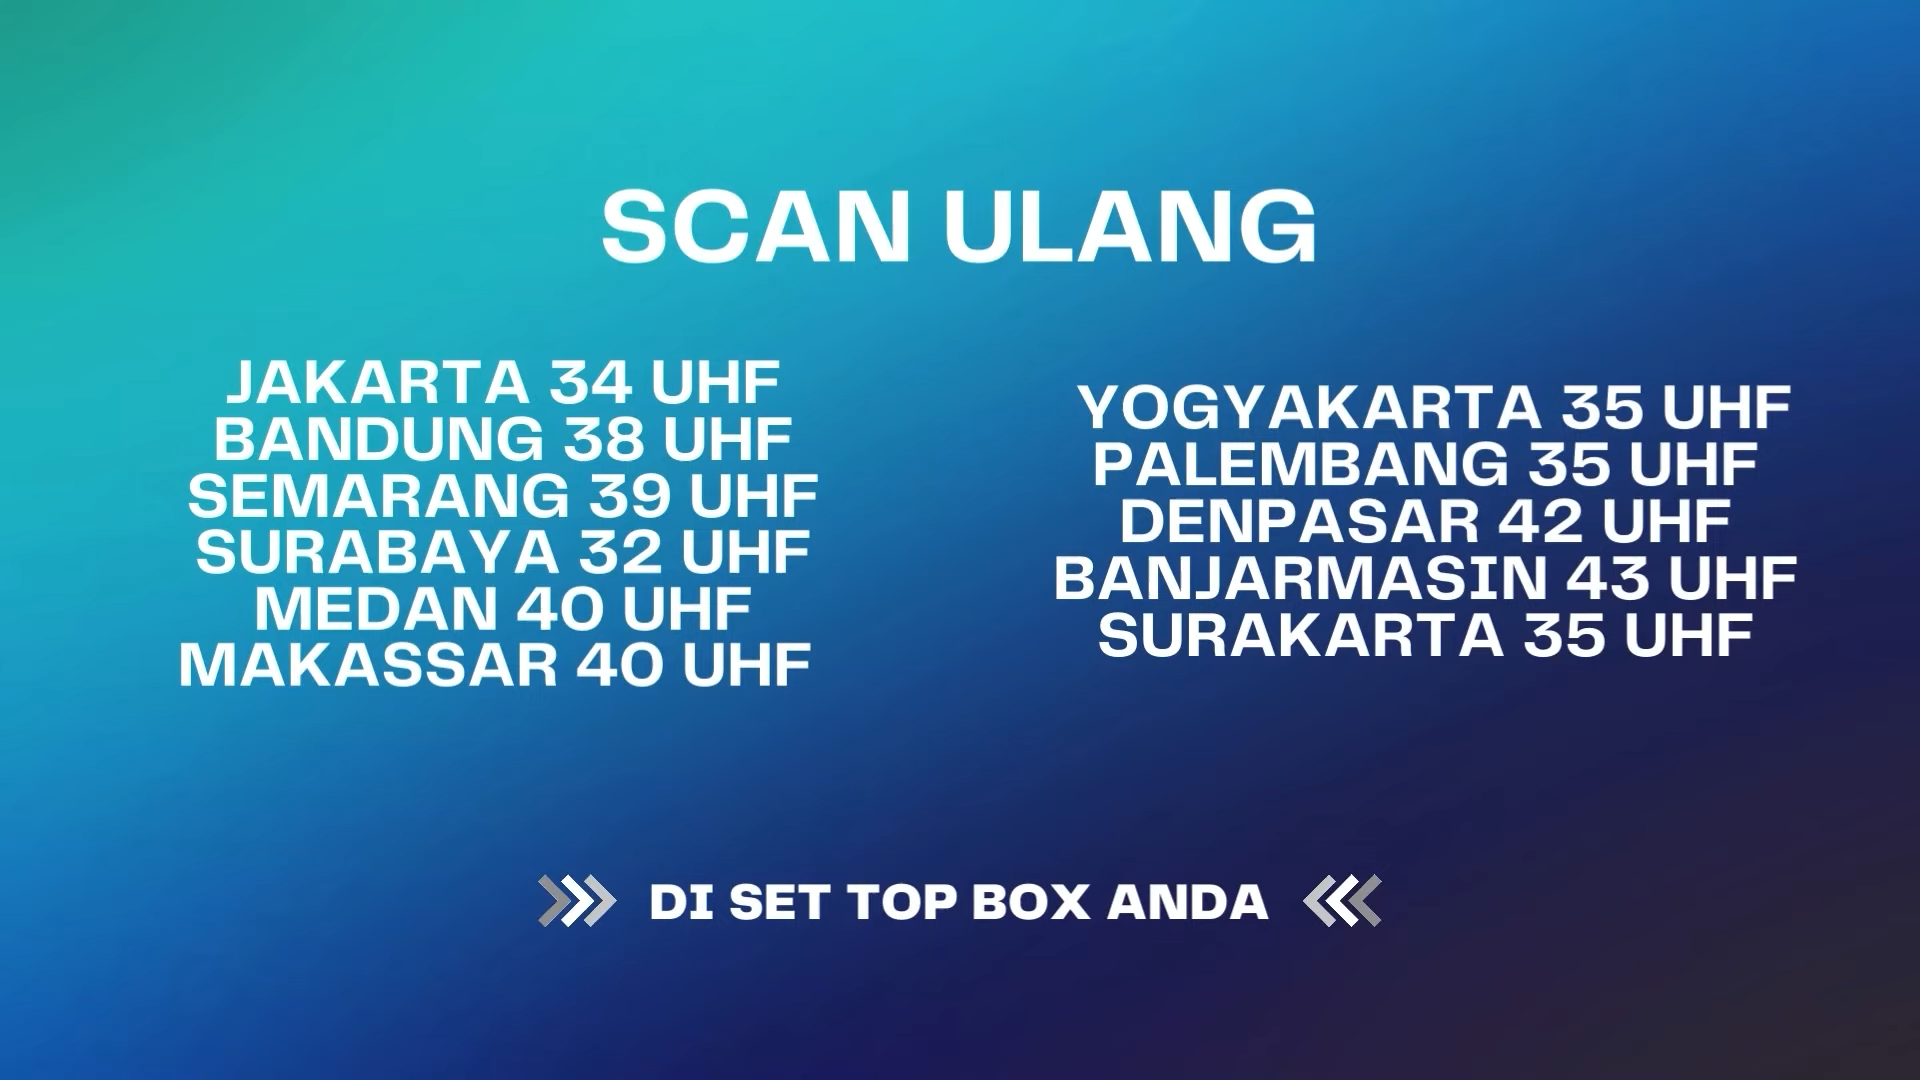 SCAN ULANG
JAKARTA 34 UHF
BANDUNG 38 UHF
SEMARANG 39 UHF
SURABAYA 32 UHF
MEDAN 40 UHF
MAKASSAR 40 UHF
YOGYAKARTA 35 UHF
PALEMBANG 35 UHF
DENPASAR 42 UHF
BANJARMASIN 43 UHF
SURAKARTA 35 UHF
DI SET TOP BOX ANDA